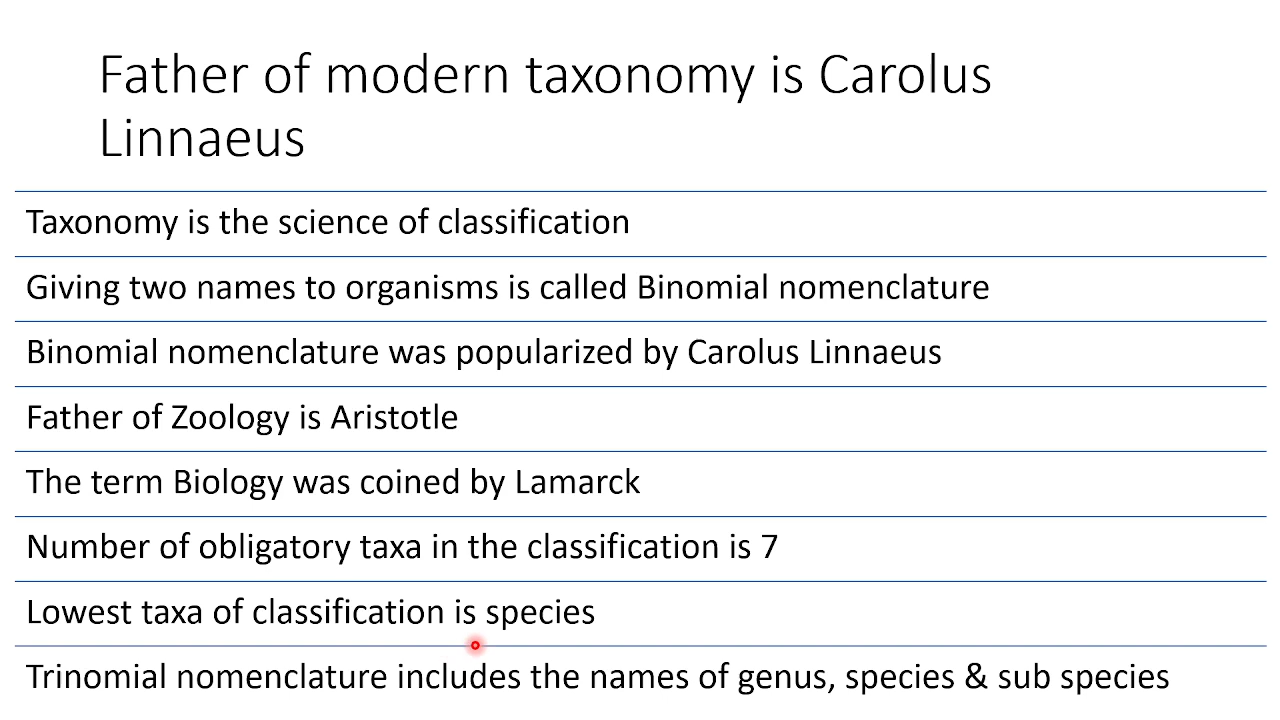 Father of modern taxonomy is Carolus
Linnaeus
Taxonomy is the science of classification
Giving two names to organisms is called Binomial nomenclature
Binomial nomenclature was popularized by Carolus Linnaeus
Father of Zoology is Aristotle
The term Biology was coined by Lamarck
Number of obligatory taxa in the classification is 7
Lowest taxa of classification is species
Trinomial nomenclature includes the names of genus, species & sub species